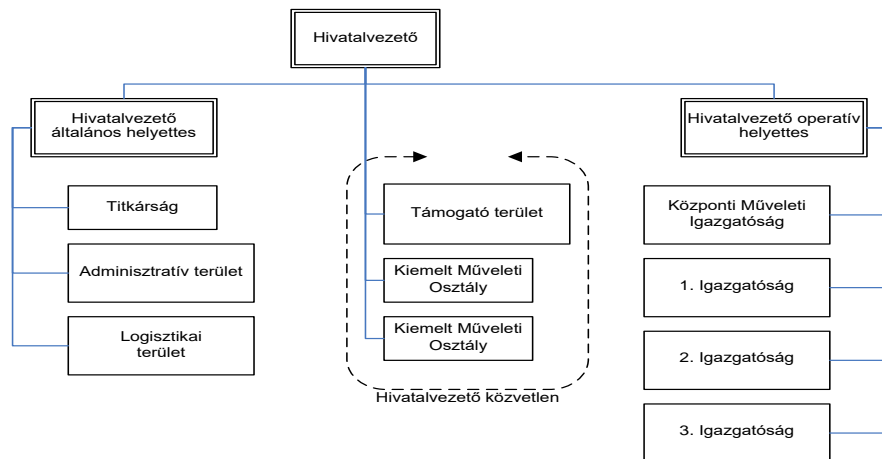 Hivatalvezető
Hivatalvezető
általános helyettes
Hivatalvezető operatív
helyettes
Titkárság
Adminisztratív terület
Logisztikai
terület
Támogató terület
Kiemelt Műveleti
Osztály
Kiemelt Műveleti
Osztály
Hivatalvezető közvetlen
Központi Műveleti
Igazgatóság
1. Igazgatóság
2. Igazgatóság
3. Igazgatóság